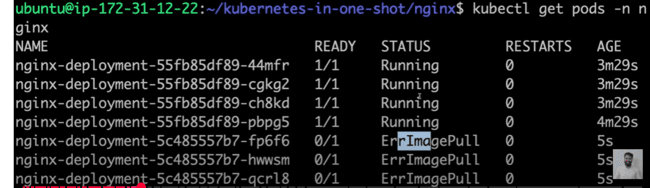 ubuntu@ip-172-31-12-22:~/kubernetes-in-one-shot/nginx$ kubectl get pods -n n
ginx
NAME READY STATUS RESTARTS AGE
nginx-deployment-55fb85df89-44mfr 1/1 Running 0 3m29s
nginx-deployment-55fb85df89-cgkg2 1/1 Running 0 3m29s
nginx-deployment-55fb85df89-ch8kd 1/1 Running 0 3m29s
nginx-deployment-55fb85df89-pbpg5 1/1 Running 0 4m29s
nginx-deployment-5c485557b7-fp6f6 0/1 ErrImagePull 0 5s
nginx-deployment-5c485557b7-hwwsm 0/1 ErrImagePull 0 5s
nginx-deployment-5c485557b7-qcrl8 0/1 ErrImagePull 0 5s